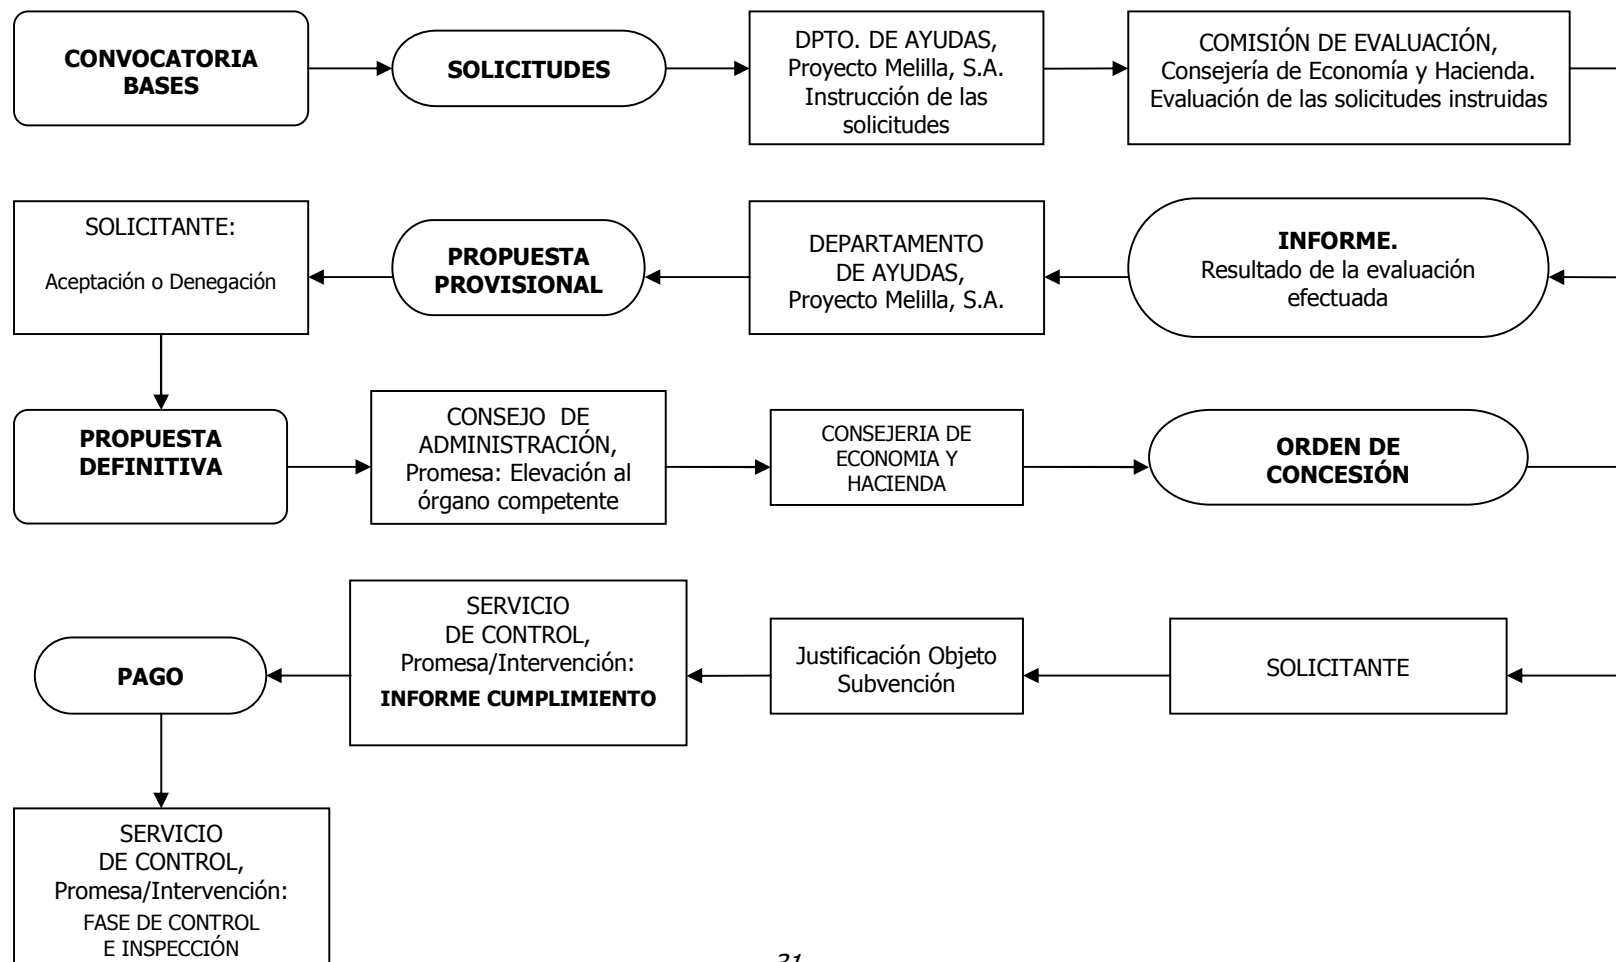 CONVOCATORIA
BASES
SOLICITUDES
DPTO. DE AYUDAS,
Proyecto Melilla, S.A.
Instrucción de las
solicitudes
COMISIÓN DE EVALUACIÓN,
Consejería de Economía y Hacienda.
Evaluación de las solicitudes instruidas
INFORME.
Resultado de la evaluación
efectuada
DEPARTAMENTO
DE AYUDAS,
Proyecto Melilla, S.A.
PROPUESTA
PROVISIONAL
SOLICITANTE:
Aceptación o Denegación
PROPUESTA
DEFINITIVA
CONSEJO DE
ADMINISTRACIÓN,
Promesa: Elevación al
órgano competente
CONSEJERIA DE
ECONOMIA Y
HACIENDA
ORDEN DE
CONCESIÓN
SOLICITANTE
Justificación Objeto
Subvención
SERVICIO
DE CONTROL,
Promesa/Intervención:
INFORME CUMPLIMIENTO
PAGO
SERVICIO
DE CONTROL,
Promesa/Intervención:
FASE DE CONTROL
E INSPECCIÓN
31